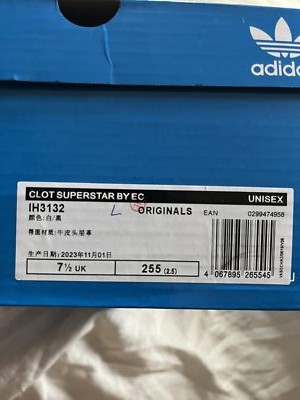 adidas
CLOT SUPERSTAR BY EC UNISEX
IH3132 L ORIGINALS EAN 0299474958
颜色:白/黑
帮面材质:牛皮头层革
生产日期:2023年11月01日
7½ UK 255 (2.5) 4 067895 265545